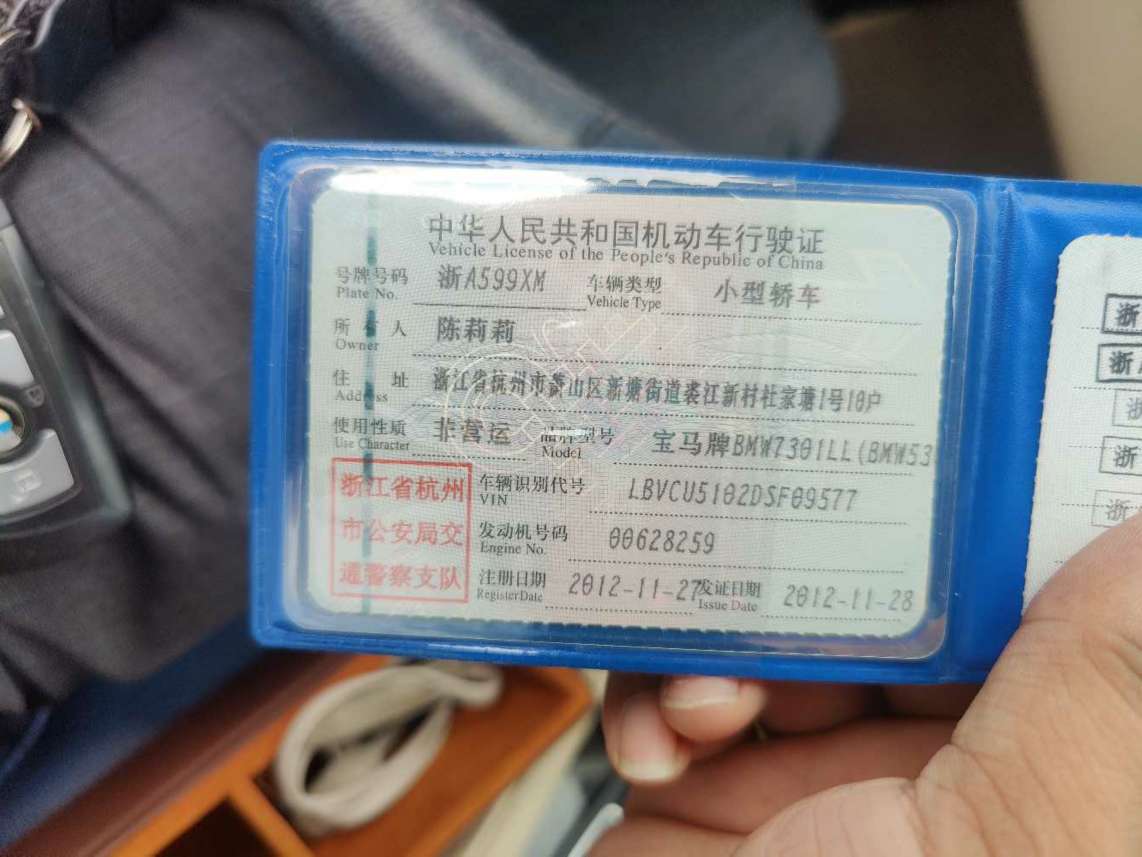 中华人民共和国机动车行驶证
Vehicle License of the People's Republic of China
号牌号码 浙A599XM 车辆类型 小型轿车
Plate No. Vehicle Type
所有人 陈莉莉
Owner
住址 浙江省杭州市萧山区新塘街道裘江新村杜家塘1号10户
Address
使用性质 非营运 品牌型号 宝马牌BMW7301LL(BMW53
Use Character Model
浙江省杭州
市公安局交
通警察支队
车辆识别代号 LBVCU5102DSF09577
VIN
发动机号码 00628259
Engine No.
注册日期 2012-11-27 发证日期 2012-11-28
Register Date Issue Date
浙
浙
浙
浙
浙